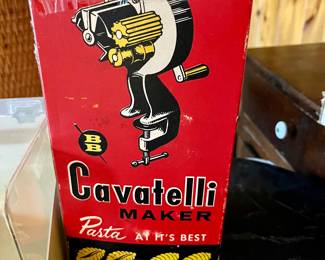 BB
Cavatelli
MAKER
Pasta AT IT'S BEST